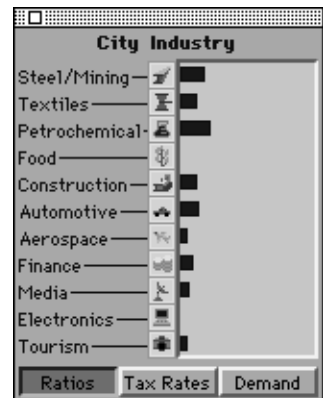 City Industry
Steel/Mining
Textiles
Petrochemical
Food
Construction
Automotive
Aerospace
Finance
Media
Electronics
Tourism
Ratios Tax Rates Demand